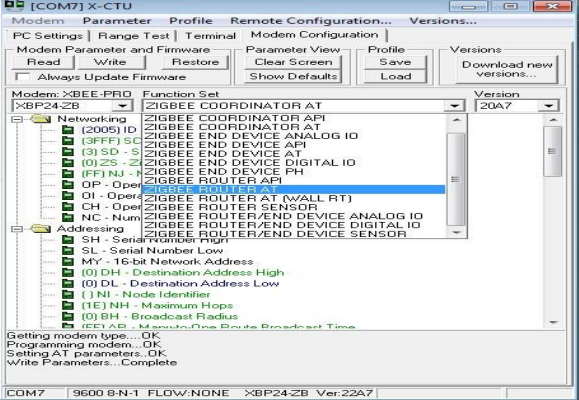 [COM7] X-CTU
Modem Parameter Profile Remote Configuration... Versions...
PC Settings Range Test Terminal Modem Configuration
Modem Parameter and Firmware Parameter View Profile Versions
Read Write Restore Clear Screen Save Download new versions...
Always Update Firmware Show Defaults Load
Modem: XBEE-PRO Function Set Version
XBP24-ZB ZIGBEE COORDINATOR AT 20A7
ZIGBEE COORDINATOR API
ZIGBEE COORDINATOR AT
ZIGBEE END DEVICE ANALOG IO
ZIGBEE END DEVICE API
ZIGBEE END DEVICE AT
ZIGBEE END DEVICE DIGITAL IO
ZIGBEE END DEVICE PH
ZIGBEE ROUTER API
ZIGBEE ROUTER AT
ZIGBEE ROUTER AT (WALL RT)
ZIGBEE ROUTER SENSOR
ZIGBEE ROUTER/END DEVICE ANALOG IO
ZIGBEE ROUTER/END DEVICE DIGITAL IO
ZIGBEE ROUTER/END DEVICE SENSOR
Networking
(2005) ID
(3FFF) SC
(3) SD - S
(0) ZS - Zi
(FF) NJ - N
OP - Oper
OI - Opera
CH - Oper
NC - Num
Addressing
SH - Serial Number High
SL - Serial Number Low
MY - 16-bit Network Address
(0) DH - Destination Address High
(0) DL - Destination Address Low
( ) NI - Node Identifier
(1E) NH - Maximum Hops
(0) BH - Broadcast Radius
(FF) AR - Many-to-One Route Broadcast Time
Getting modem type....OK
Programming modem..OK
Setting AT parameters..OK
Write Parameters...Complete
COM7 9600 8-N-1 FLOW:NONE XBP24-ZB Ver:22A7